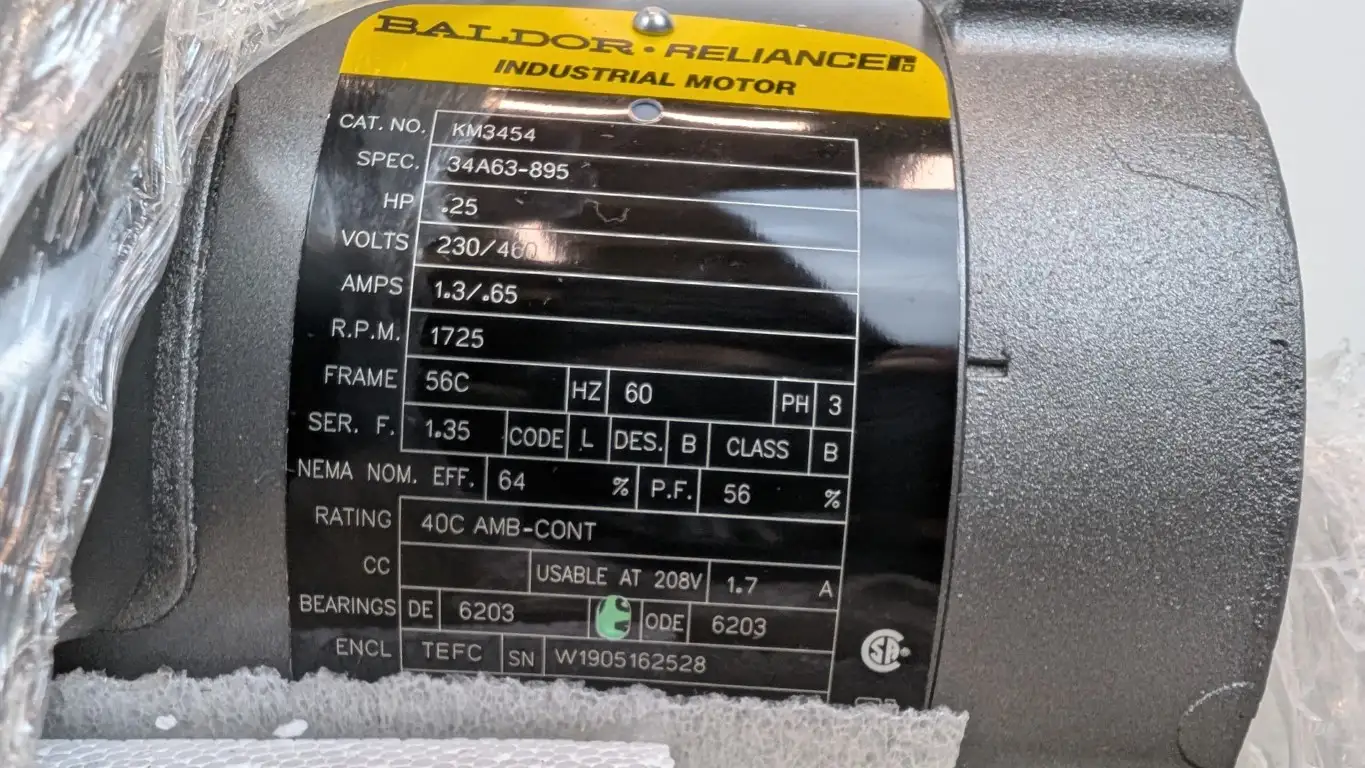 BALDOR • RELIANCE
INDUSTRIAL MOTOR
CAT. NO. KM3454
SPEC. 34A63-895
HP .25
VOLTS 230/460
AMPS 1.3/.65
R.P.M. 1725
FRAME 56C HZ 60 PH 3
SER. F. 1.35 CODE L DES. B CLASS B
NEMA NOM. EFF. 64 % P.F. 56 %
RATING 40C AMB-CONT
CC USABLE AT 208V 1.7 A
BEARINGS DE 6203 ODE 6203
ENCL TEFC SN W1905162528
SA